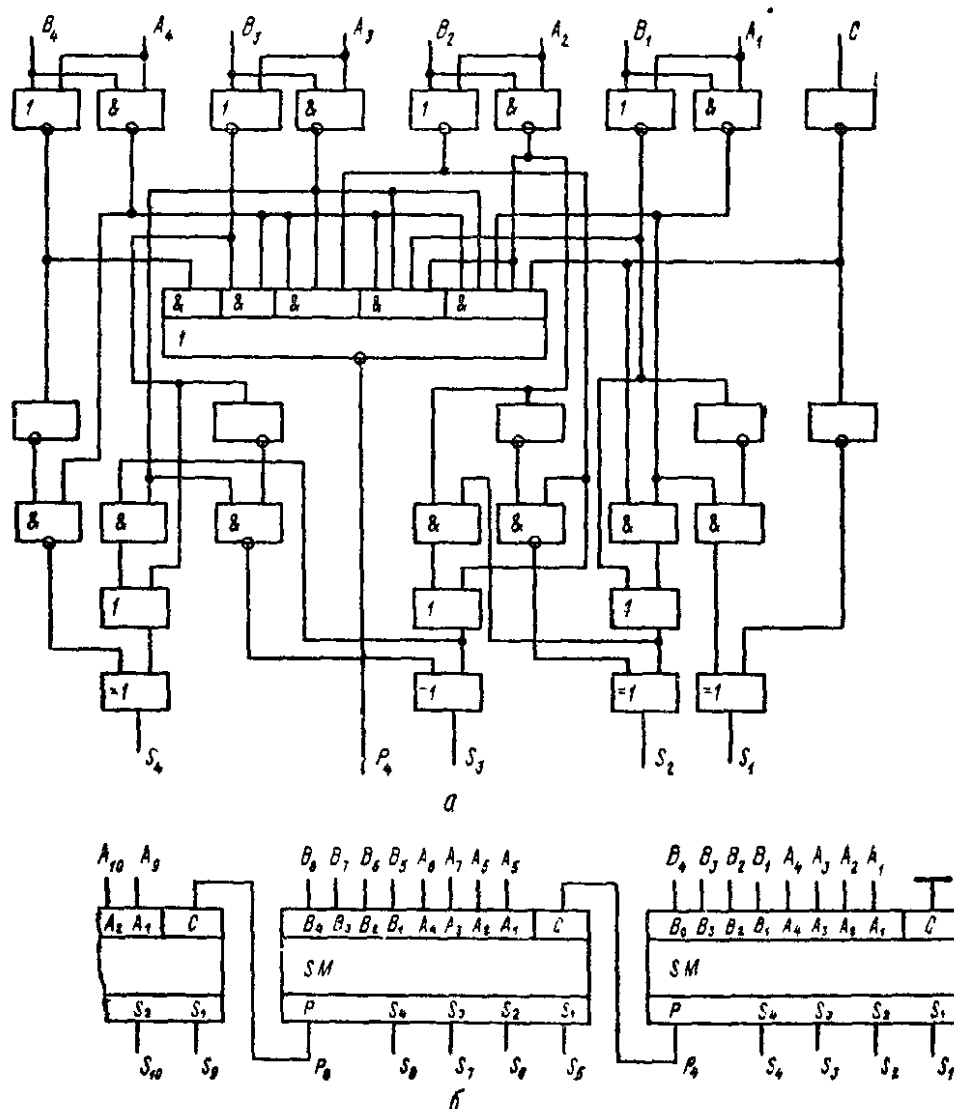 B4 A4 B3 A3 B2 A2 B1 A1 C
1 & 1 & 1 & 1 &
& & & & &
1
& & & & & & &
1 1 1
=1 -1 =1 =1
S4 P4 S3 S2 S1
а
A10 A9 B8 B7 B6 B5 A8 A7 A5 A5 B4 B3 B2 B1 A4 A3 A2 A1
A2 A1 C B4 B3 B2 B1 A4 A3 A2 A1 C B0 B3 B2 B1 A4 A3 A2 A1 C
SM SM
S2 S1 P S4 S3 S2 S1 P S4 S3 S2 S1
S10 S9 P8 S8 S7 S6 S5 P4 S4 S3 S2 S1
б